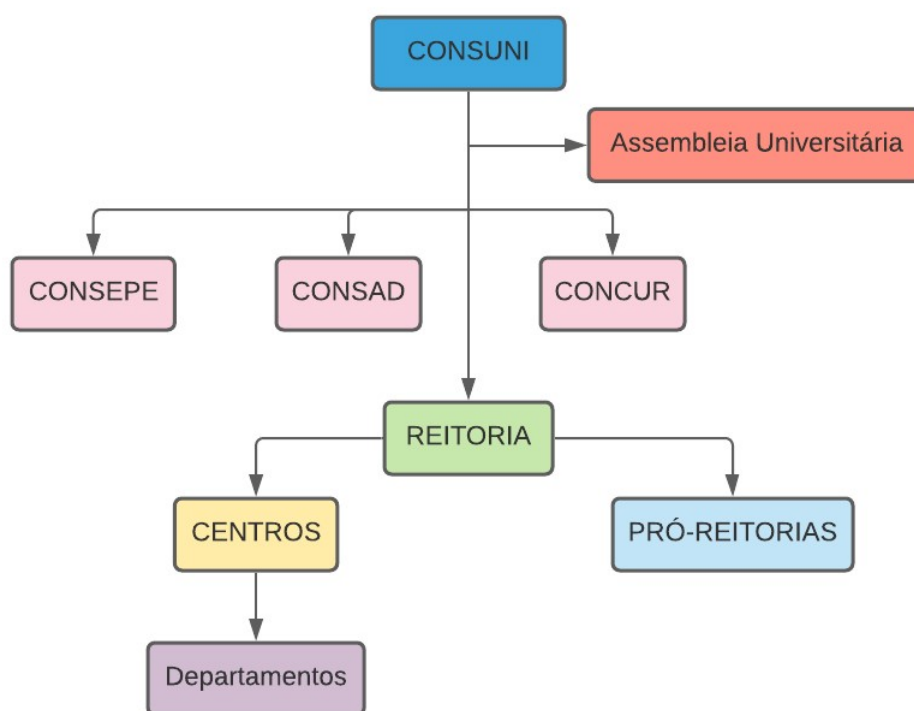 CONSUNI
Assembleia Universitária
CONSEPE
CONSAD
CONCUR
REITORIA
CENTROS
PRÓ-REITORIAS
Departamentos